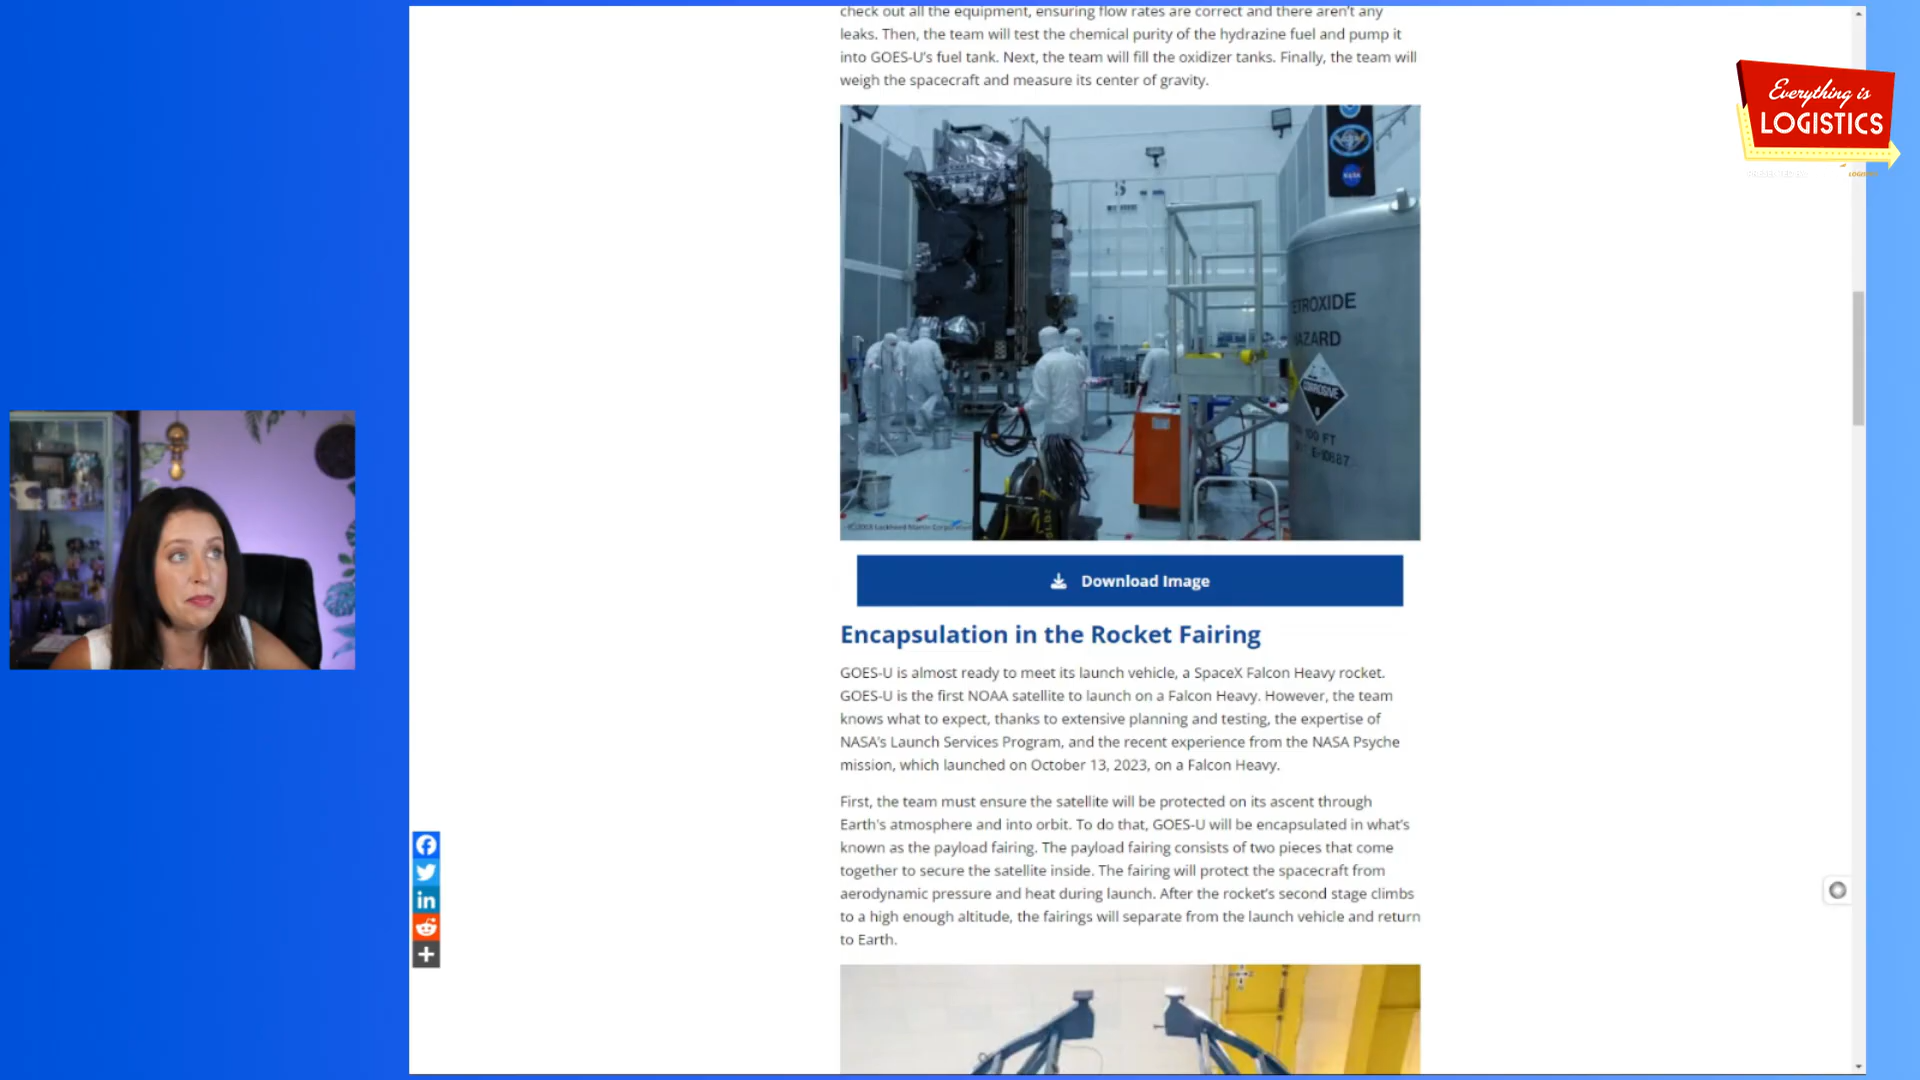 check out all the equipment, ensuring flow rates are correct and there aren't any
leaks. Then, the team will test the chemical purity of the hydrazine fuel and pump it
into GOES-U's fuel tank. Next, the team will fill the oxidizer tanks. Finally, the team will
weigh the spacecraft and measure its center of gravity.
Everything is
LOGISTICS
NASA
ETROXIDE
AZARD
CORROSIVE
8
100 FT
Download Image
Encapsulation in the Rocket Fairing
GOES-U is almost ready to meet its launch vehicle, a SpaceX Falcon Heavy rocket.
GOES-U is the first NOAA satellite to launch on a Falcon Heavy. However, the team
knows what to expect, thanks to extensive planning and testing, the expertise of
NASA's Launch Services Program, and the recent experience from the NASA Psyche
mission, which launched on October 13, 2023, on a Falcon Heavy.
First, the team must ensure the satellite will be protected on its ascent through
Earth's atmosphere and into orbit. To do that, GOES-U will be encapsulated in what's
known as the payload fairing. The payload fairing consists of two pieces that come
together to secure the satellite inside. The fairing will protect the spacecraft from
aerodynamic pressure and heat during launch. After the rocket's second stage climbs
to a high enough altitude, the fairings will separate from the launch vehicle and return
to Earth.